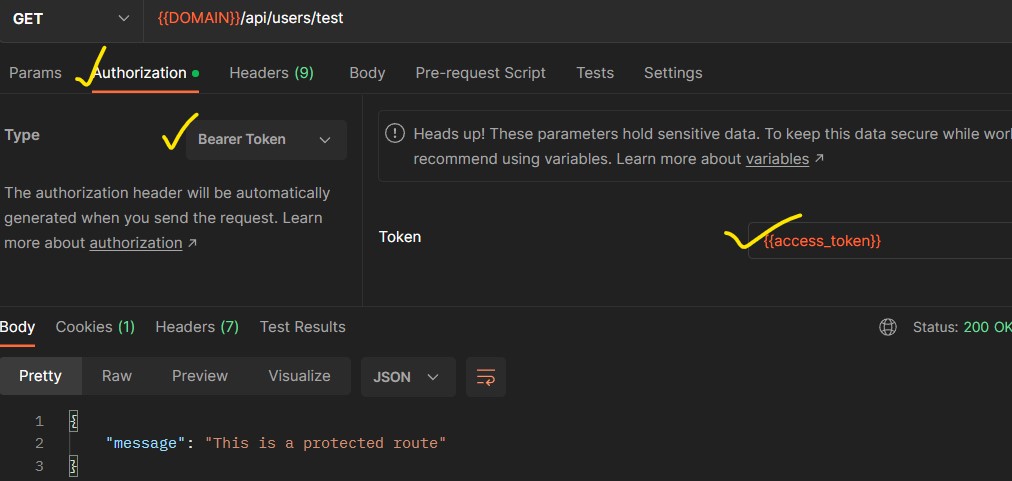 GET {{DOMAIN}}/api/users/test
Params Authorization Headers (9) Body Pre-request Script Tests Settings
Type Bearer Token
The authorization header will be automatically
generated when you send the request. Learn
more about authorization ↗
Heads up! These parameters hold sensitive data. To keep this data secure while wor
recommend using variables. Learn more about variables ↗
Token {{access_token}}
Body Cookies (1) Headers (7) Test Results Status: 200 OK
Pretty Raw Preview Visualize JSON
1 {
2 "message": "This is a protected route"
3 }